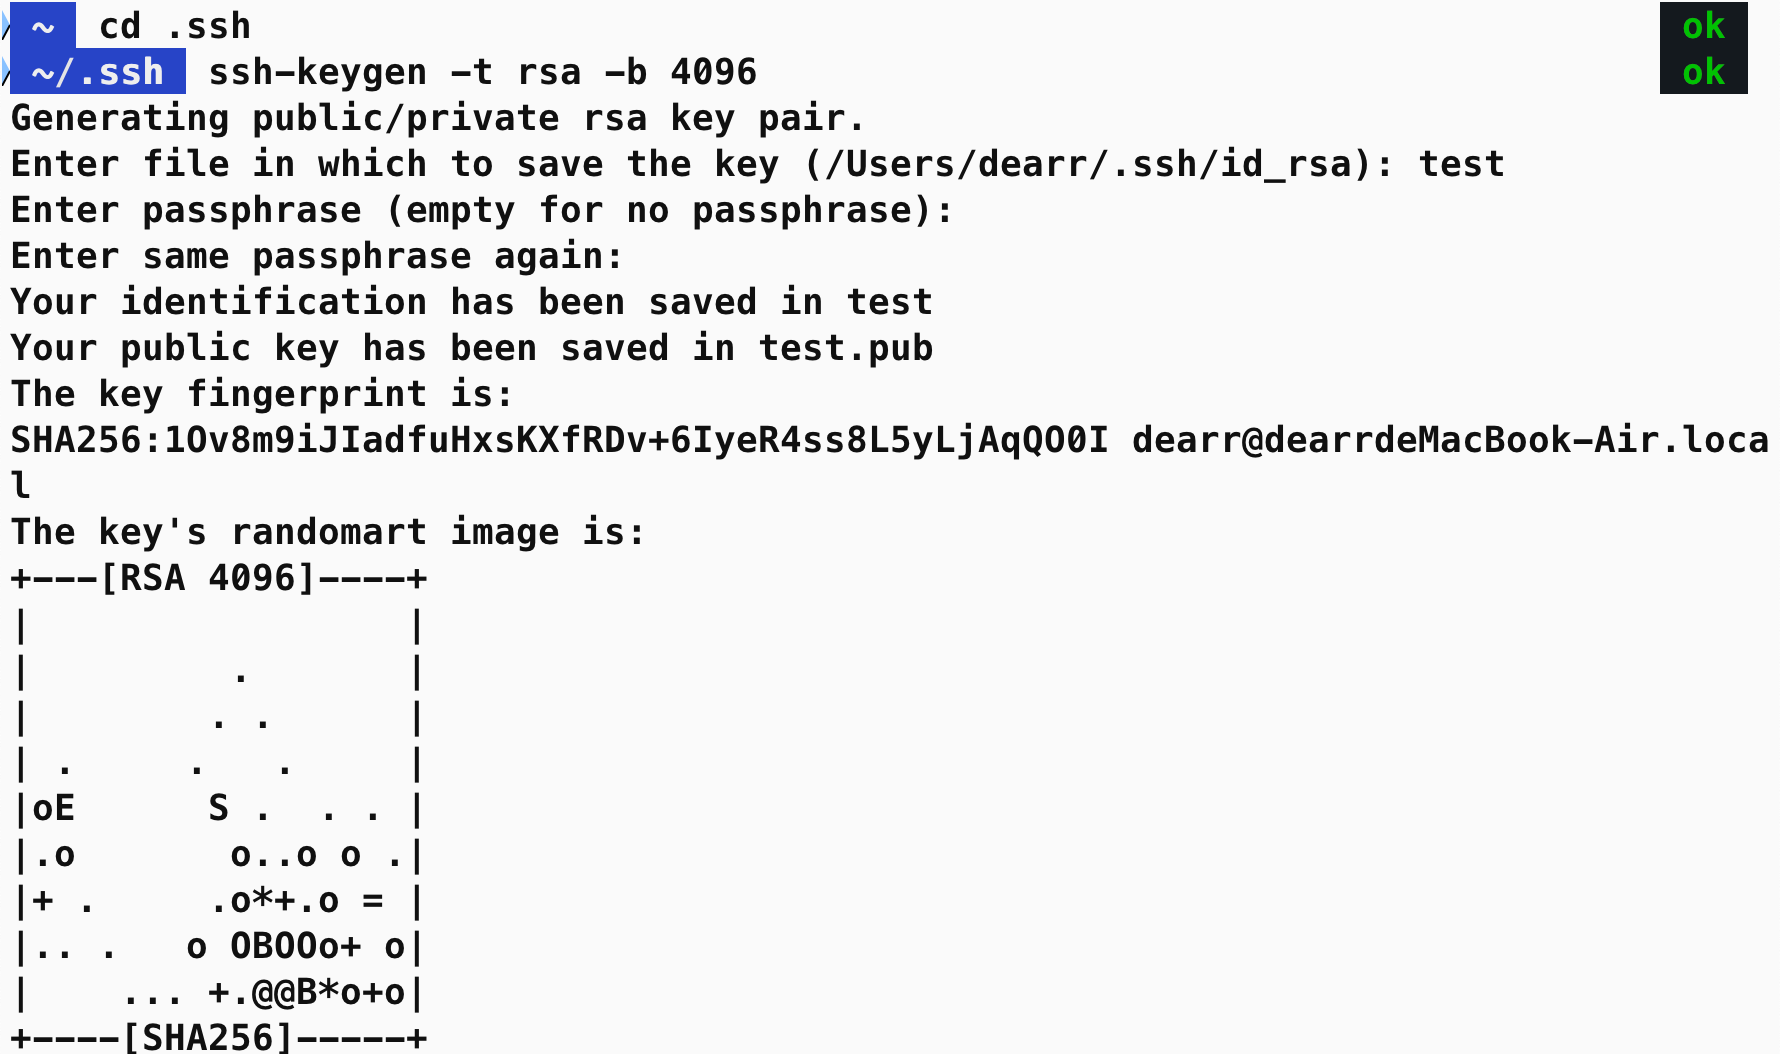 ~ cd .ssh ok
~/.ssh ssh-keygen -t rsa -b 4096 ok
Generating public/private rsa key pair.
Enter file in which to save the key (/Users/dearr/.ssh/id_rsa): test
Enter passphrase (empty for no passphrase):
Enter same passphrase again:
Your identification has been saved in test
Your public key has been saved in test.pub
The key fingerprint is:
SHA256:1Ov8m9iJIadfuHxsKXfRDv+6IyeR4ss8L5yLjAqQO0I dearr@dearrdeMacBook-Air.loca
l
The key's randomart image is:
+---[RSA 4096]----+
|                 |
|         .       |
|        . .      |
| .     .   .     |
|oE      S .  . . |
|.o       o..o o .|
|+ .     .o*+.o = |
|.. .   o OBOOo+ o|
|    ... +.@@B*o+o|
+----[SHA256]-----+